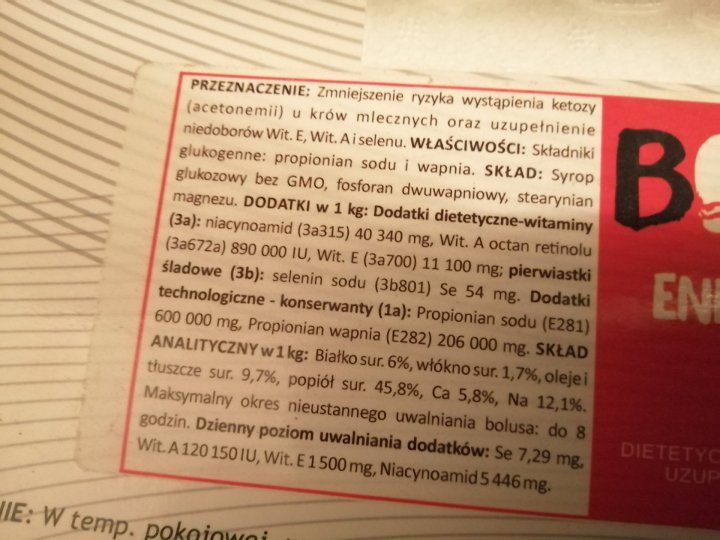 PRZEZNACZENIE: Zmniejszenie ryzyka wystąpienia ketozy
(acetonemii) u krów mlecznych oraz uzupełnienie
niedoborów Wit. E, Wit. A i selenu. WŁAŚCIWOŚCI: Składniki
glukogenne: propionian sodu i wapnia. SKŁAD: Syrop
glukozowy bez GMO, fosforan dwuwapniowy, stearynian
magnezu. DODATKI w 1 kg: Dodatki dietetyczne-witaminy
(3a): niacynoamid (3a315) 40 340 mg, Wit. A octan retinolu
(3a672a) 890 000 IU, Wit. E (3a700) 11 100 mg; pierwiastki
śladowe (3b): selenin sodu (3b801) Se 54 mg. Dodatki
technologiczne - konserwanty (1a): Propionian sodu (E281)
600 000 mg, Propionian wapnia (E282) 206 000 mg. SKŁAD
ANALITYCZNY w 1 kg: Białko sur. 6%, włókno sur. 1,7%, oleje i
tłuszcze sur. 9,7%, popiół sur. 45,8%, Ca 5,8%, Na 12,1%.
Maksymalny okres nieustannego uwalniania bolusa: do 8
godzin. Dzienny poziom uwalniania dodatków: Se 7,29 mg,
Wit. A 120 150 IU, Wit. E 1 500 mg, Niacynoamid 5 446 mg.
B
EN
DIETETYC
UZUP
NIE: W temp. pokojowej